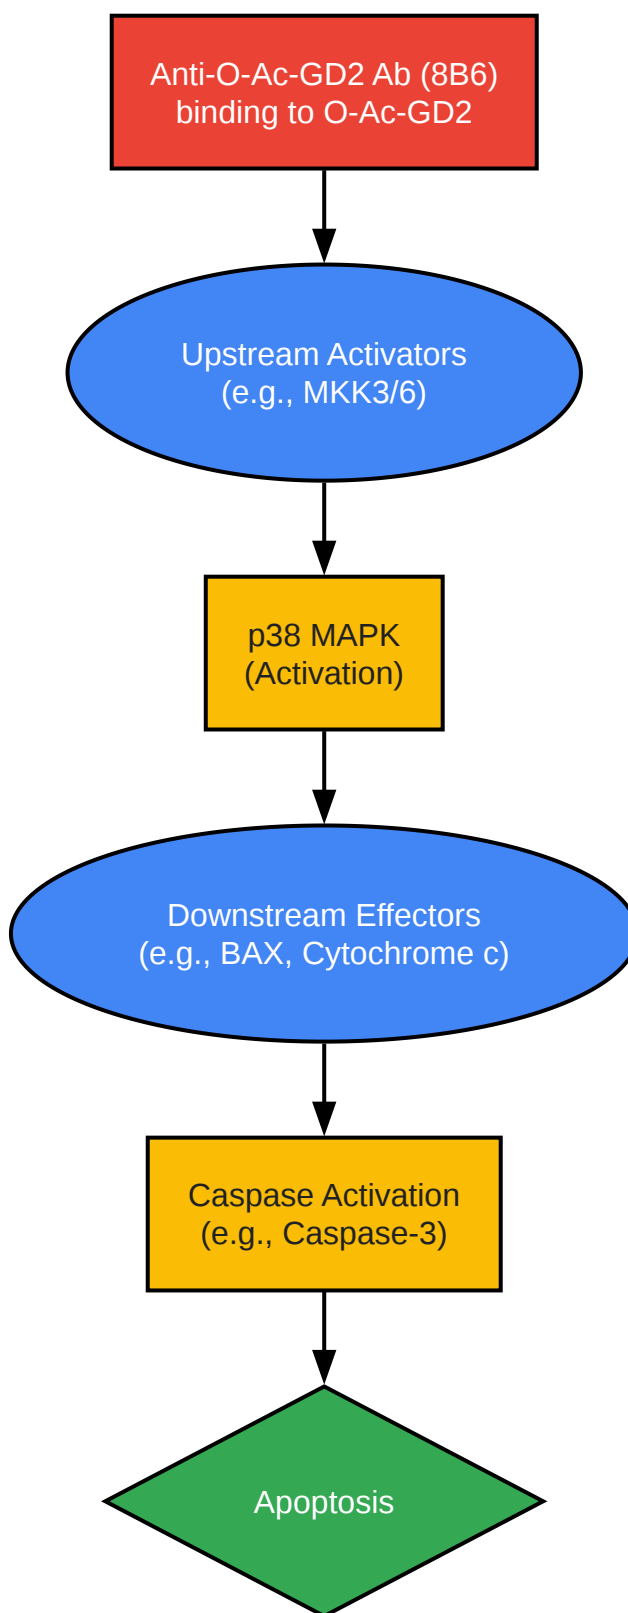 Anti-O-Ac-GD2 Ab (8B6)
binding to O-Ac-GD2
Upstream Activators
(e.g., MKK3/6)
p38 MAPK
(Activation)
Downstream Effectors
(e.g., BAX, Cytochrome c)
Caspase Activation
(e.g., Caspase-3)
Apoptosis